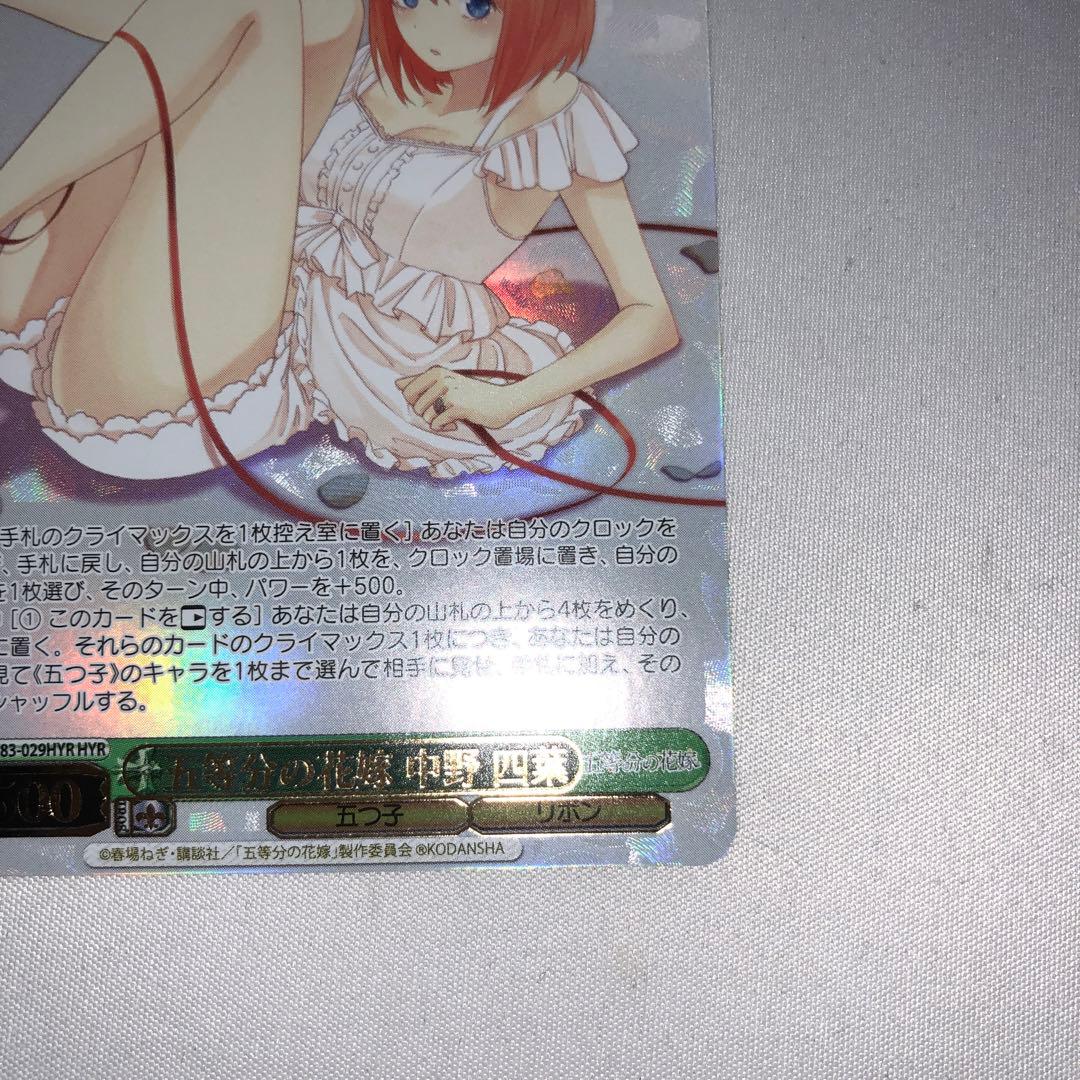 手札のクライマックスを1枚控え室に置く］あなたは自分のクロックを
、手札に戻し、自分の山札の上から1枚を、クロック置場に置き、自分の
を1枚選び、そのターン中、パワーを＋500。
［① このカードを する］あなたは自分の山札の上から4枚をめくり、
に置く。それらのカードのクライマックス1枚につき、あなたは自分の
見て《五つ子》のキャラを1枚まで選んで相手に見せ、手札に加え、その
シャッフルする。
83-029HYR HYR
五等分の花嫁 中野 四葉 五等分の花嫁
500
五つ子 リボン
©春場ねぎ・講談社／「五等分の花嫁」製作委員会 ®KODANSHA